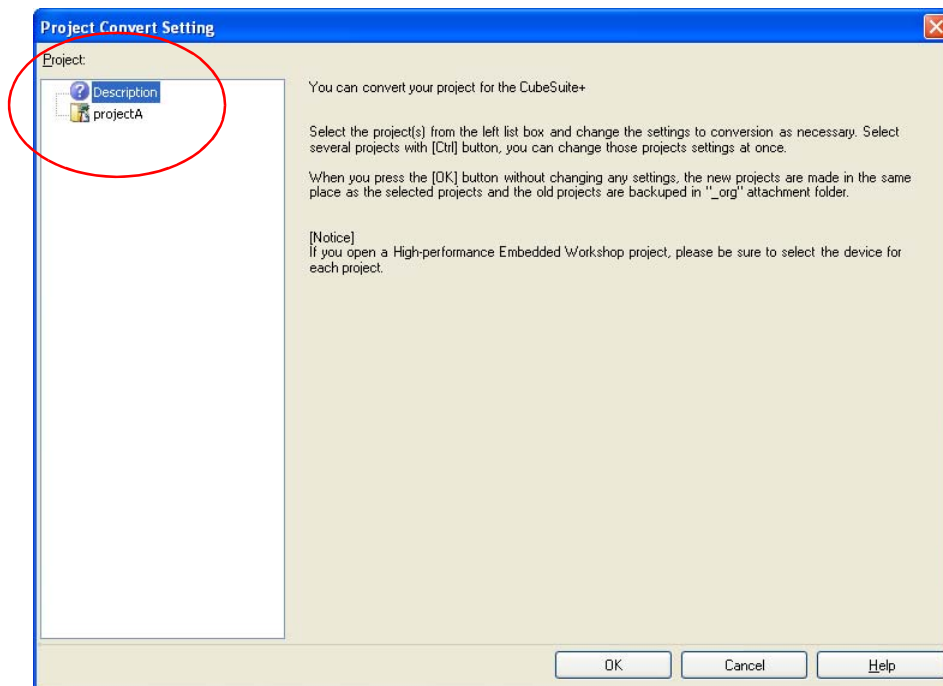 Project Convert Setting
Project:
Description
projectA
You can convert your project for the CubeSuite+
Select the project(s) from the left list box and change the settings to conversion as necessary. Select
several projects with [Ctrl] button, you can change those projects settings at once.
When you press the [OK] button without changing any settings, the new projects are made in the same
place as the selected projects and the old projects are backuped in "_org" attachment folder.
[Notice]
If you open a High-performance Embedded Workshop project, please be sure to select the device for
each project.
OK
Cancel
Help